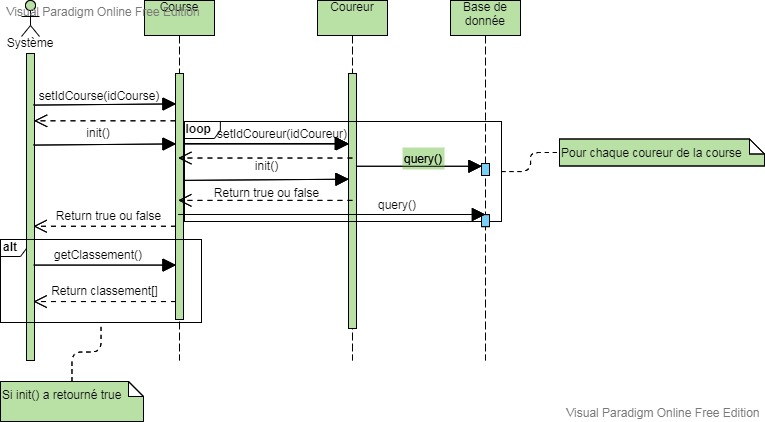 Visual Paradigm Online Free Edition
Course
Coureur
Base de
donnée
Système
setIdCourse(idCourse)
init()
loop
setIdCoureur(idCoureur)
query()
Pour chaque coureur de la course
init()
Return true ou false
query()
Return true ou false
alt
getClassement()
Return classement[]
Si init() a retourné true
Visual Paradigm Online Free Edition